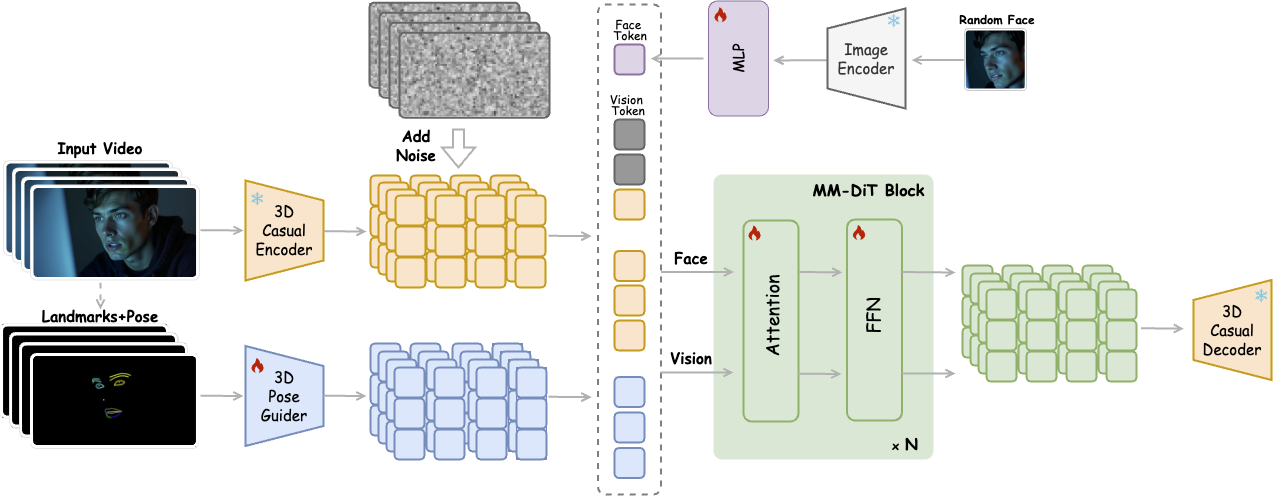 Input Video
3D
Casual
Encoder
Add
Noise
Landmarks+Pose
3D
Pose
Guider
Face
Token
Vision
Token
MLP
Image
Encoder
Random Face
MM-DiT Block
Face
Vision
Attention
FFN
× N
3D
Casual
Decoder